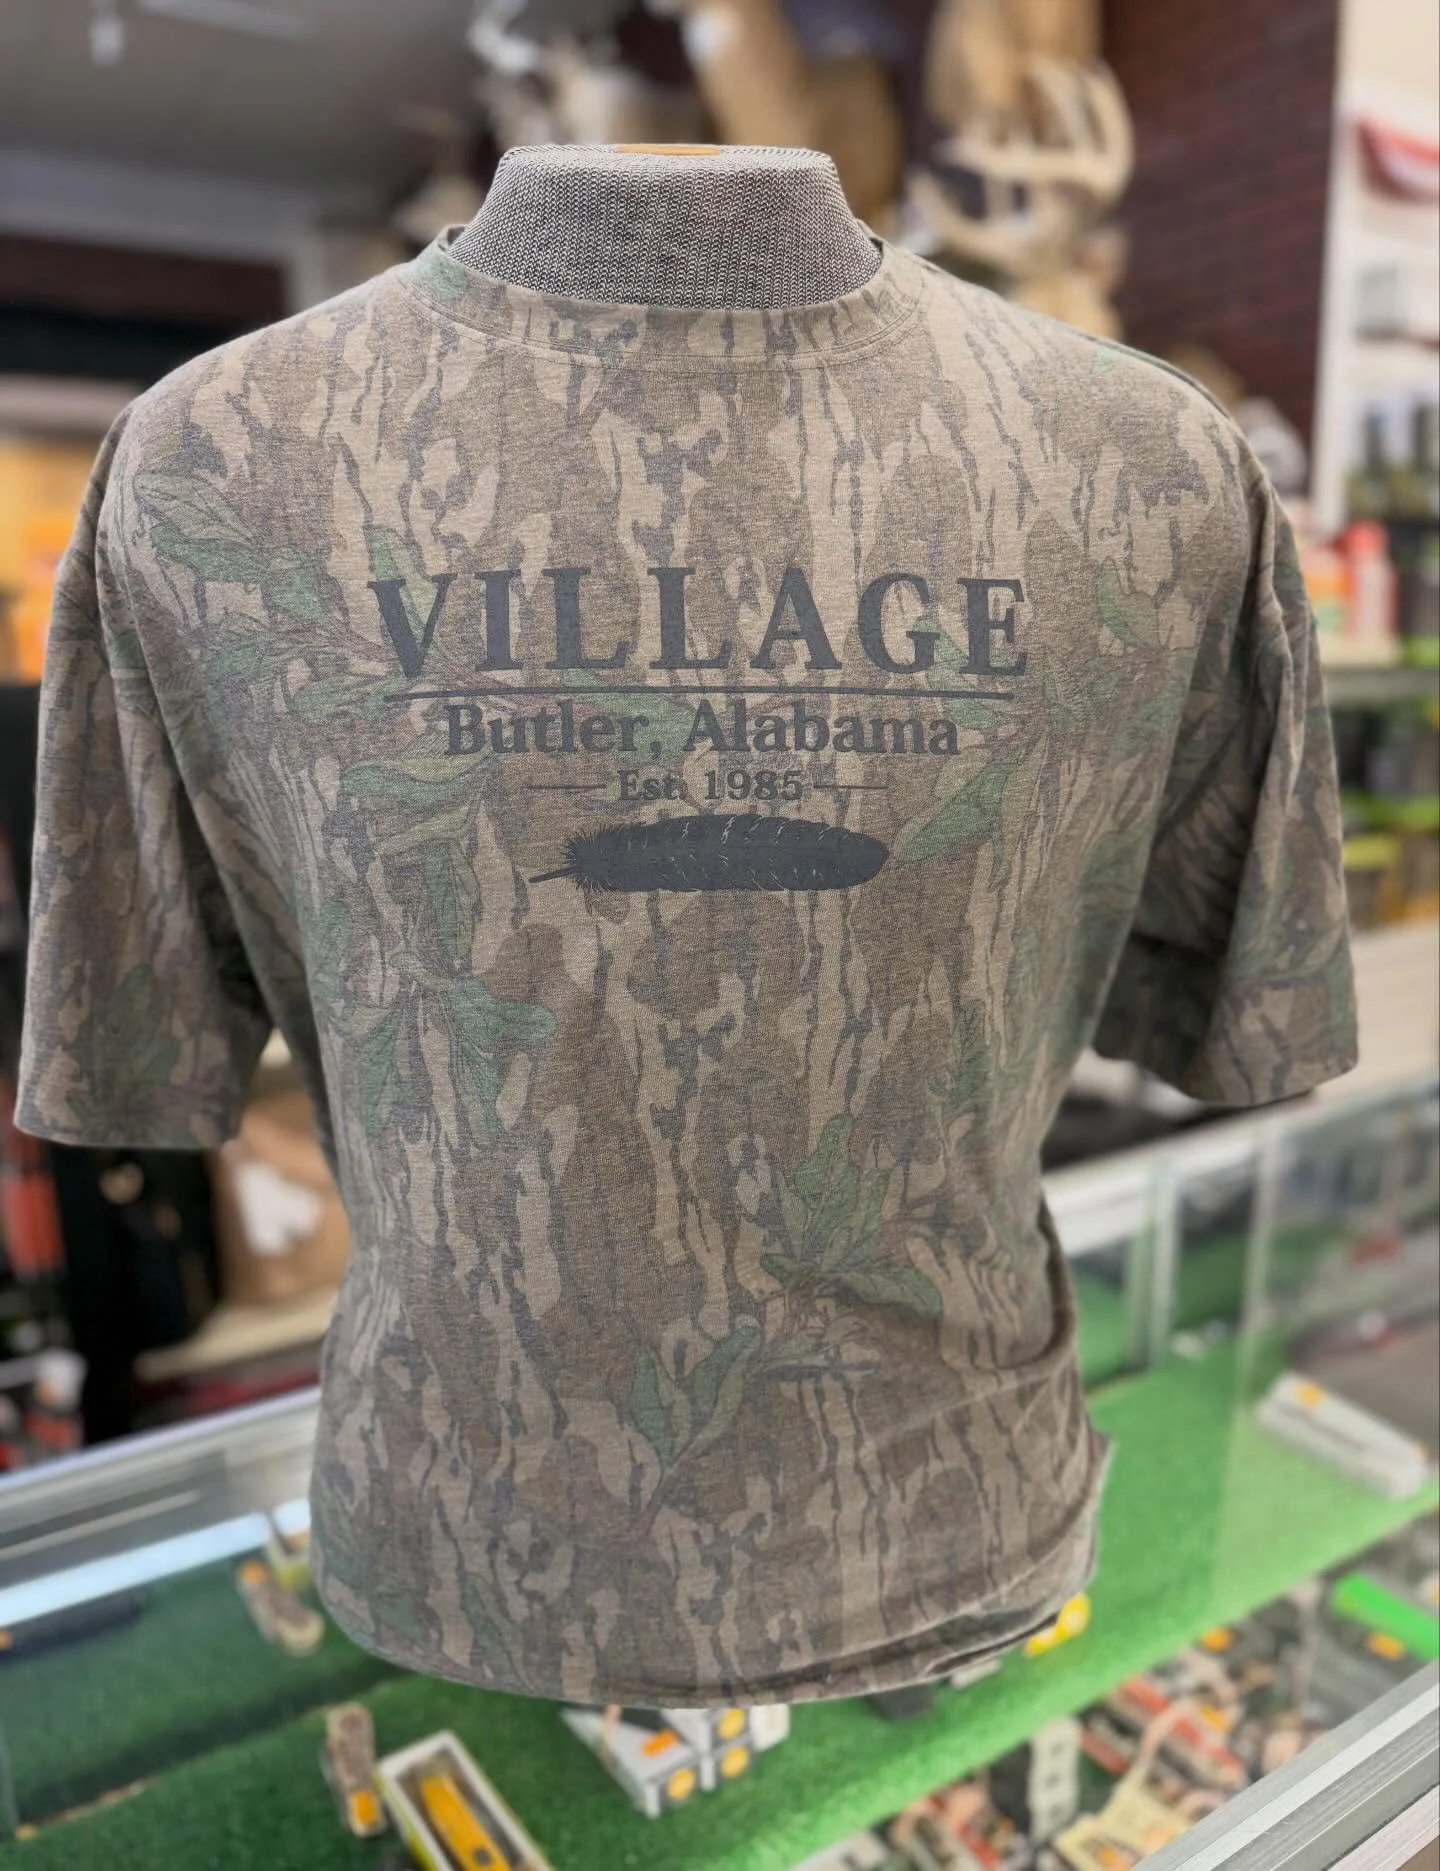 VILLAGE
Butler, Alabama
Est. 1985